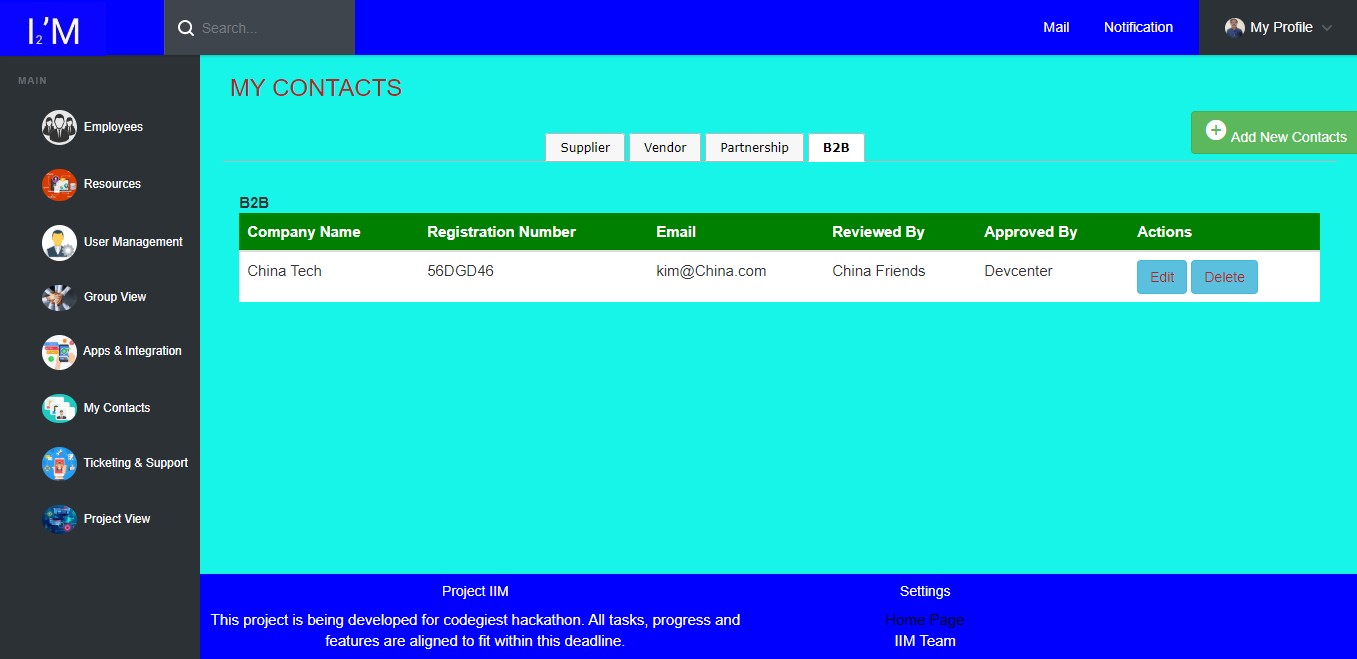 I2'M
Search...
Mail
Notification
My Profile
MAIN
Employees
Resources
User Management
Group View
Apps & Integration
My Contacts
Ticketing & Support
Project View
MY CONTACTS
Add New Contacts
Supplier
Vendor
Partnership
B2B
B2B
Company Name Registration Number Email Reviewed By Approved By Actions
China Tech 56DGD46 kim@China.com China Friends Devcenter Edit Delete
Project IIM
This project is being developed for codegiest hackathon. All tasks, progress and
features are aligned to fit within this deadline.
Settings
Home Page
IIM Team